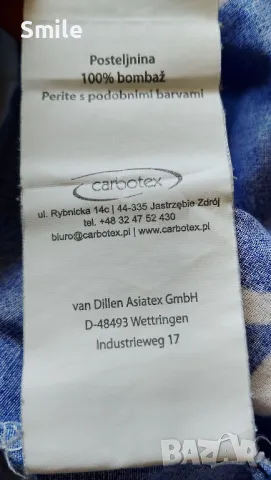 Smile
Posteljnina
100% bombaž
Perite s podobnimi barvami
carbotex
ul. Rybnicka 14c | 44-335 Jastrzębie Zdrój
tel. +48 32 47 52 430
biuro@carbotex.pl | www.carbotex.pl
van Dillen Asiatex GmbH
D-48493 Wettringen
Industrieweg 17
BAZAR